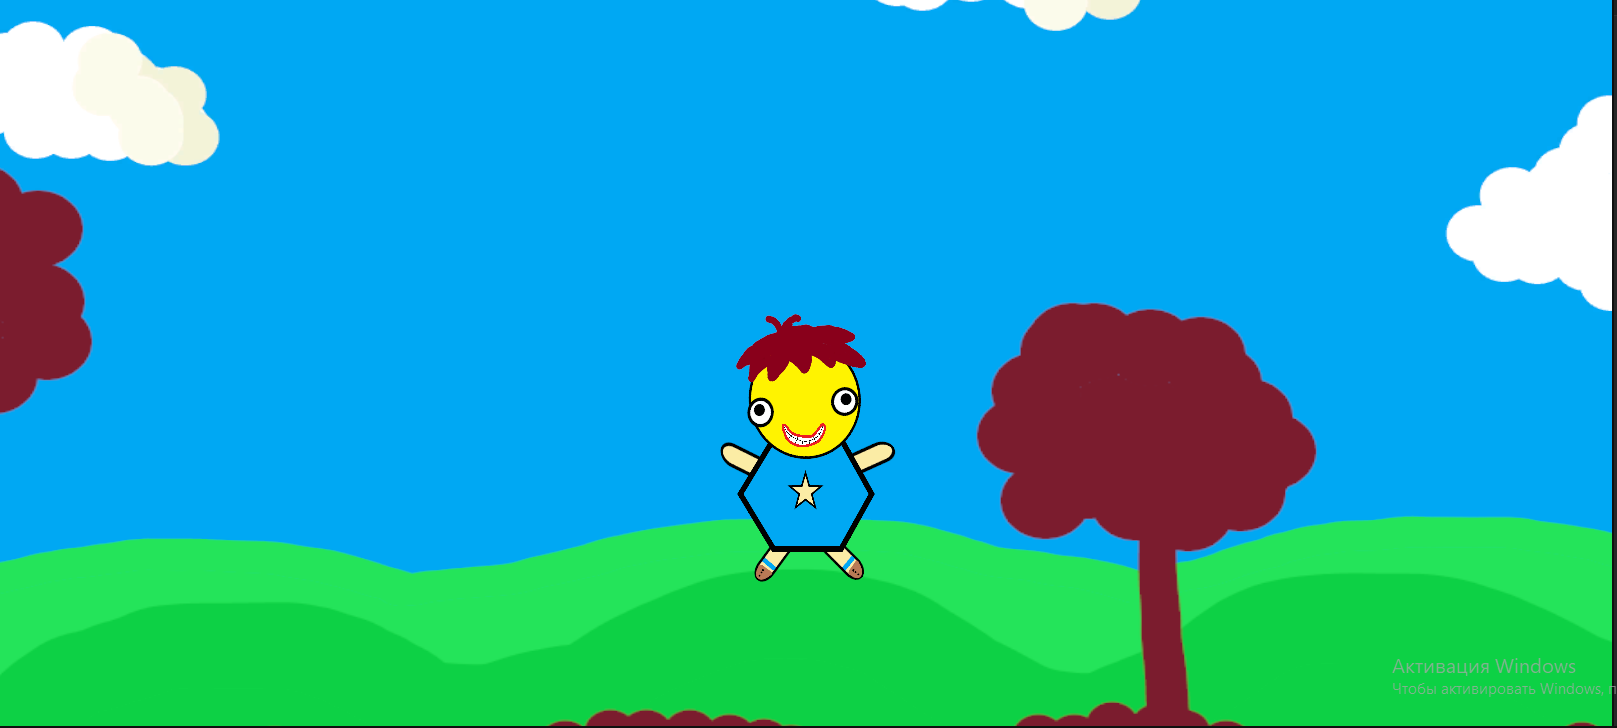 Активация Windows
Чтобы активировать Windows,